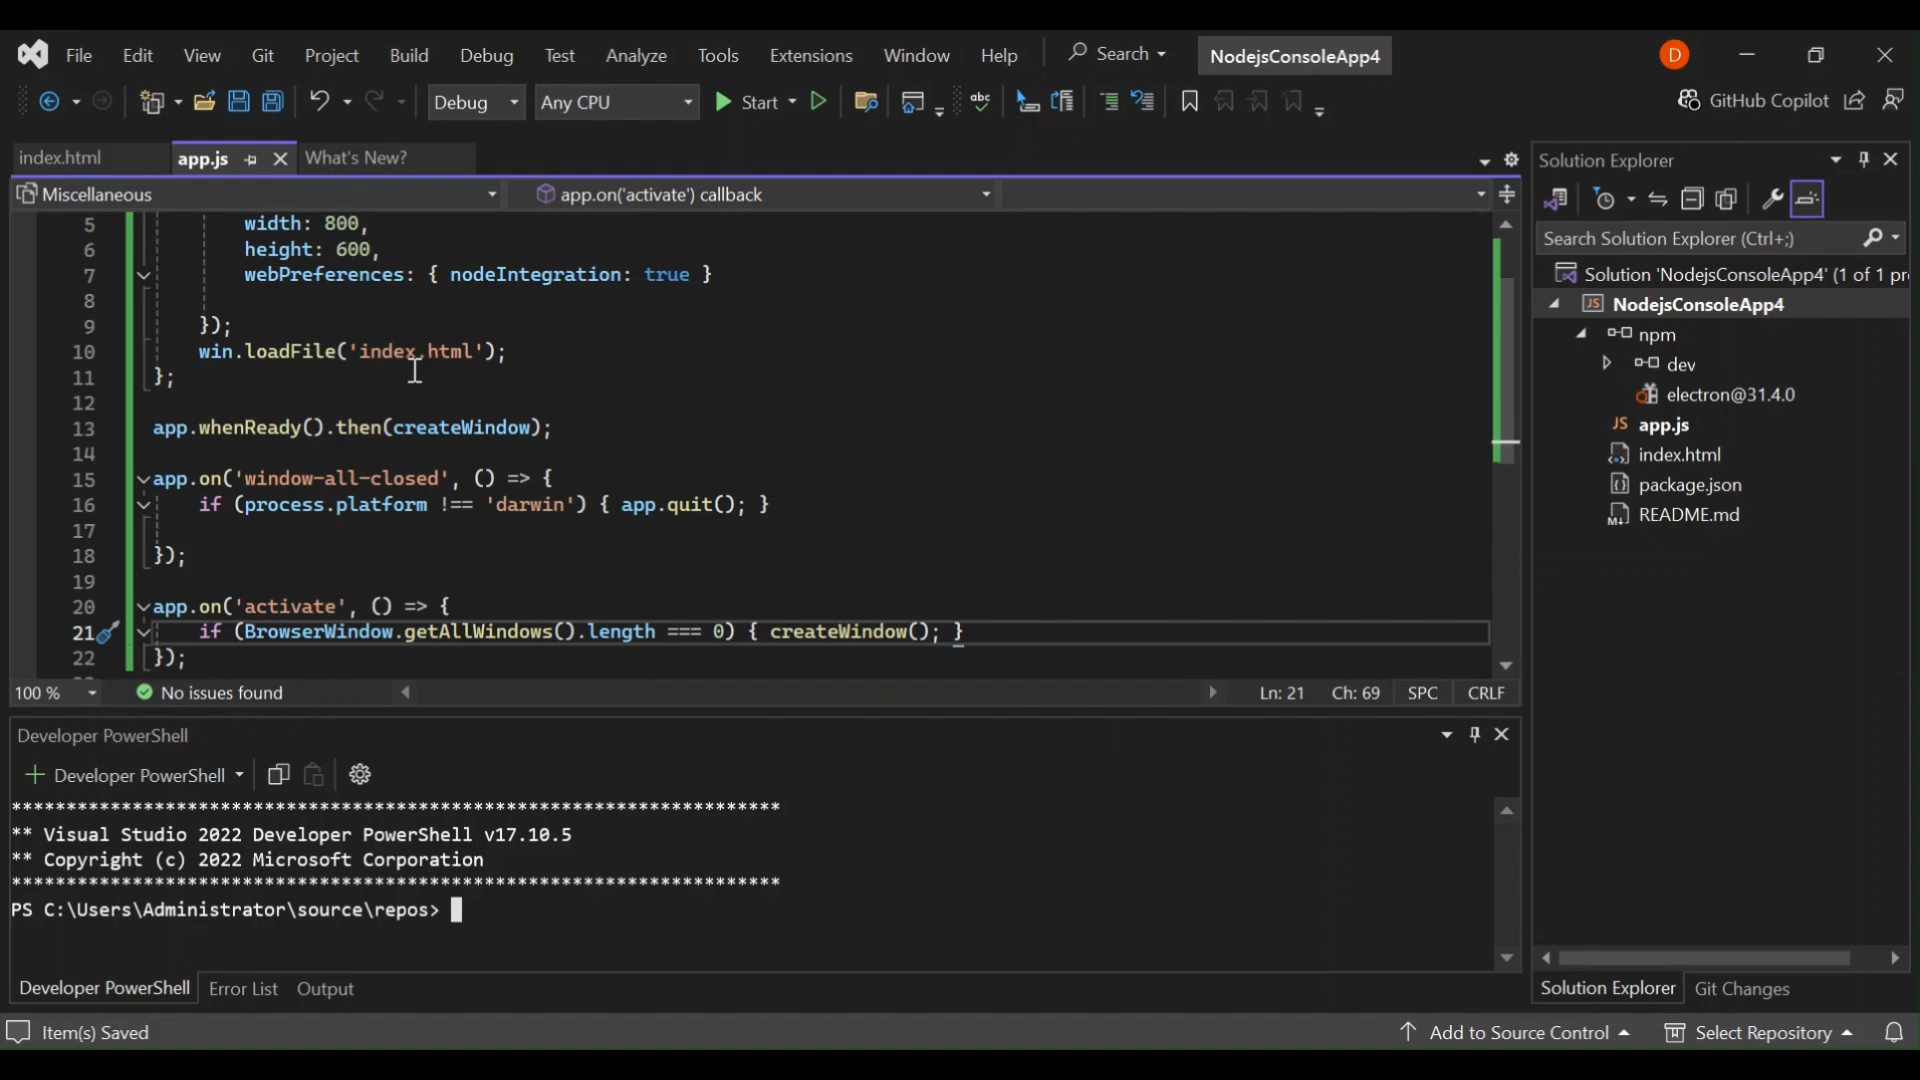 File Edit View Git Project Build Debug Test Analyze Tools Extensions Window Help Search NodejsConsoleApp4 D
Debug Any CPU Start abc GitHub Copilot
index.html app.js What's New?
Miscellaneous app.on('activate') callback
5 width: 800,
6 height: 600,
7 webPreferences: { nodeIntegration: true }
8
9 });
10 win.loadFile('index.html');
11 };
12
13 app.whenReady().then(createWindow);
14
15 app.on('window-all-closed', () => {
16 if (process.platform !== 'darwin') { app.quit(); }
17
18 });
19
20 app.on('activate', () => {
21 if (BrowserWindow.getAllWindows().length === 0) { createWindow(); }
22 });
100 % No issues found Ln: 21 Ch: 69 SPC CRLF
Developer PowerShell
Developer PowerShell
**********************************************************************
** Visual Studio 2022 Developer PowerShell v17.10.5
** Copyright (c) 2022 Microsoft Corporation
**********************************************************************
PS C:\Users\Administrator\source\repos>
Developer PowerShell Error List Output
Solution Explorer
Search Solution Explorer (Ctrl+;)
Solution 'NodejsConsoleApp4' (1 of 1 pr
JS NodejsConsoleApp4
npm
dev
electron@31.4.0
JS app.js
index.html
package.json
README.md
Solution Explorer Git Changes
Item(s) Saved Add to Source Control Select Repository